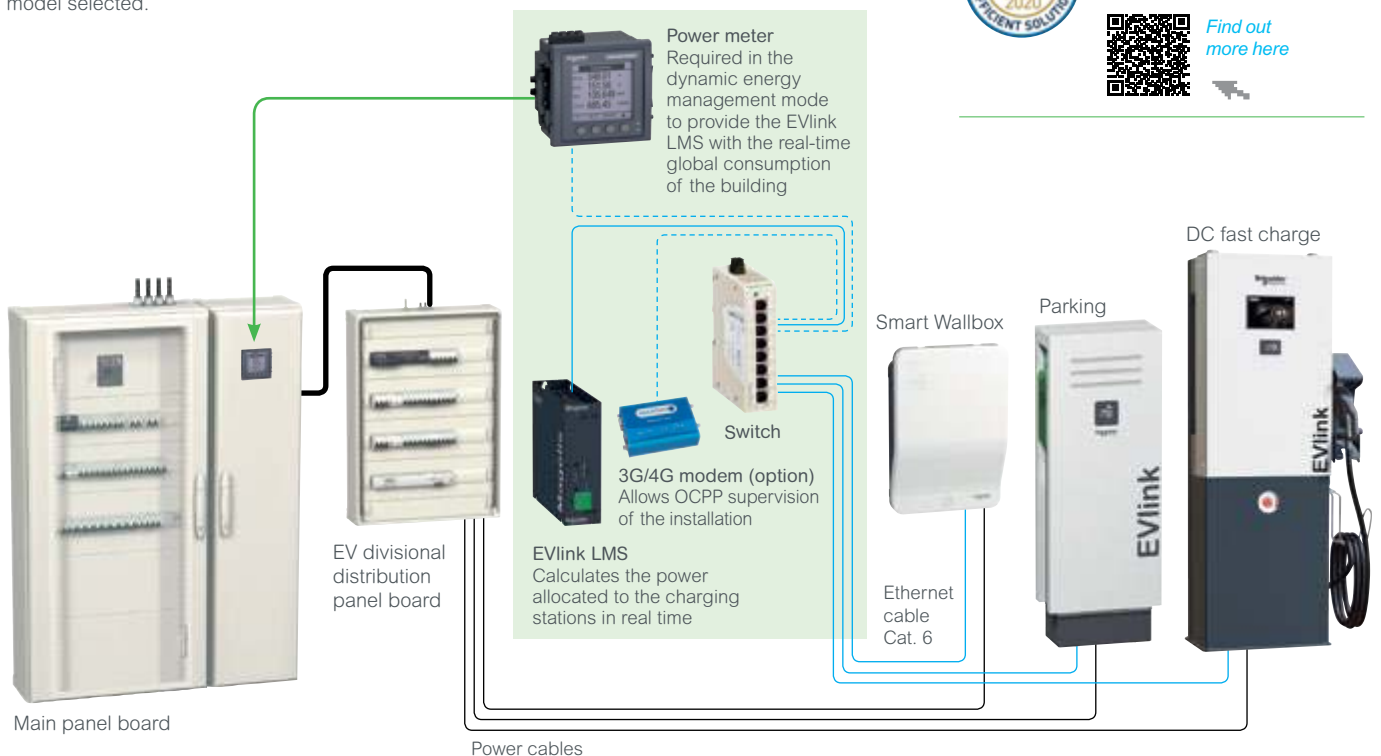 model selected.
2020
EFFICIENT SOLUTI
Find out
more here
Power meter
Required in the
dynamic energy
management mode
to provide the EVlink
LMS with the real-time
global consumption
of the building
DC fast charge
Parking
Smart Wallbox
Switch
3G/4G modem (option)
Allows OCPP supervision
of the installation
EVlink LMS
Calculates the power
allocated to the charging
stations in real time
EV divisional
distribution
panel board
Ethernet
cable
Cat. 6
EVlink
EVlink
Main panel board
Power cables